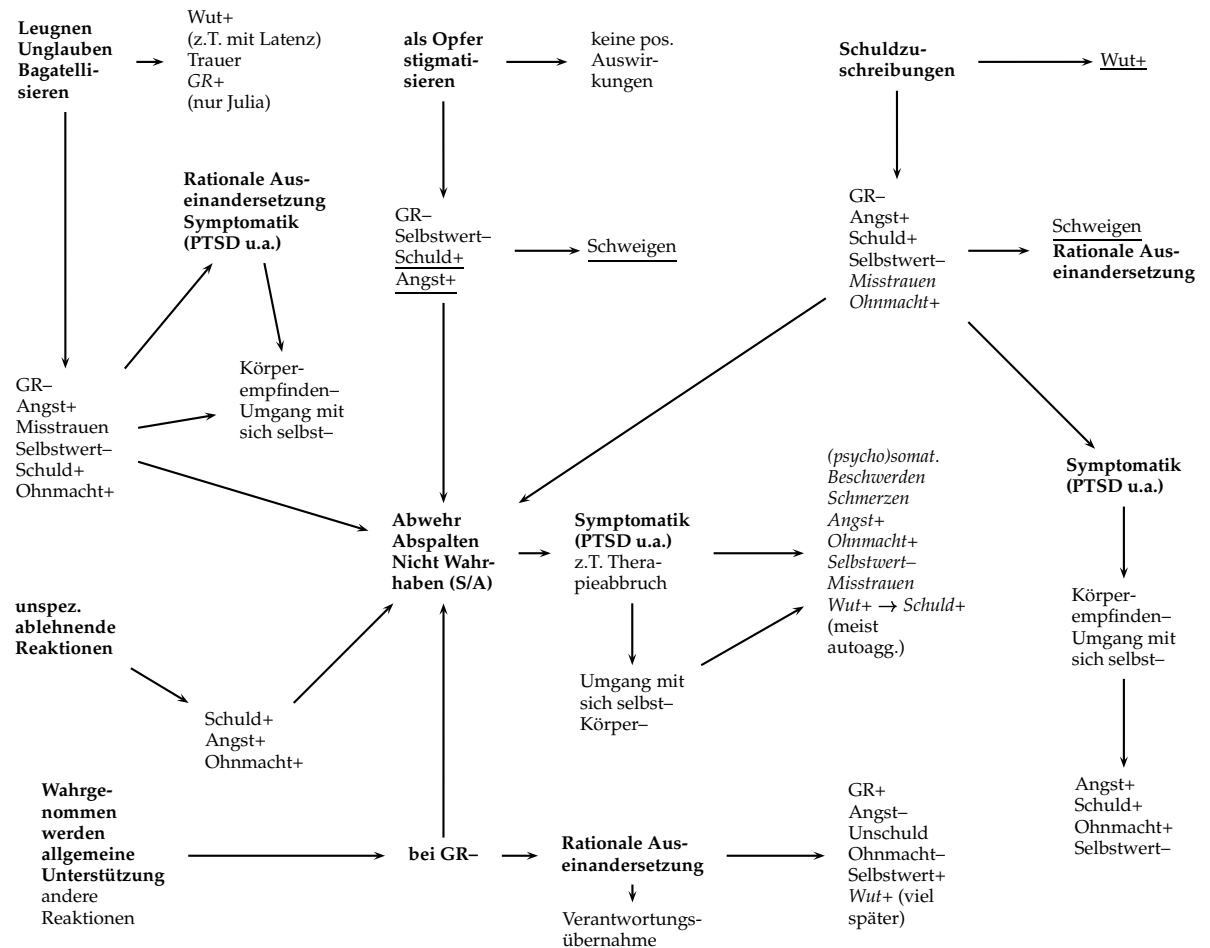 Leugnen
Unglauben
Bagatelli-
sieren
Wut+
(z.T. mit Latenz)
Trauer
GR+
(nur Julia)
als Opfer
stigmati-
sieren
keine pos.
Auswir-
kungen
Schuldzu-
schreibungen
Wut+
Rationale Aus-
einandersetzung
Symptomatik
(PTSD u.a.)
GR–
Selbstwert–
Schuld+
Angst+
Schweigen
GR–
Angst+
Schuld+
Selbstwert–
Misstrauen
Ohnmacht+
Schweigen
Rationale Aus-
einandersetzung
GR–
Angst+
Misstrauen
Selbstwert–
Schuld+
Ohnmacht+
Körper-
empfinden–
Umgang mit
sich selbst–
Abwehr
Abspalten
Nicht Wahr-
haben (S/A)
Symptomatik
(PTSD u.a.)
z.T. Thera-
pieabbruch
(psycho)somat.
Beschwerden
Schmerzen
Angst+
Ohnmacht+
Selbstwert–
Misstrauen
Wut+ → Schuld+
(meist
autoagg.)
Symptomatik
(PTSD u.a.)
Körper-
empfinden–
Umgang mit
sich selbst–
unspez.
ablehnende
Reaktionen
Schuld+
Angst+
Ohnmacht+
Umgang mit
sich selbst–
Körper–
Angst+
Schuld+
Ohnmacht+
Selbstwert–
Wahrge-
nommen
werden
allgemeine
Unterstützung
andere
Reaktionen
bei GR–
Rationale Aus-
einandersetzung
Verantwortungs-
übernahme
GR+
Angst–
Unschuld
Ohnmacht–
Selbstwert+
Wut+ (viel
später)